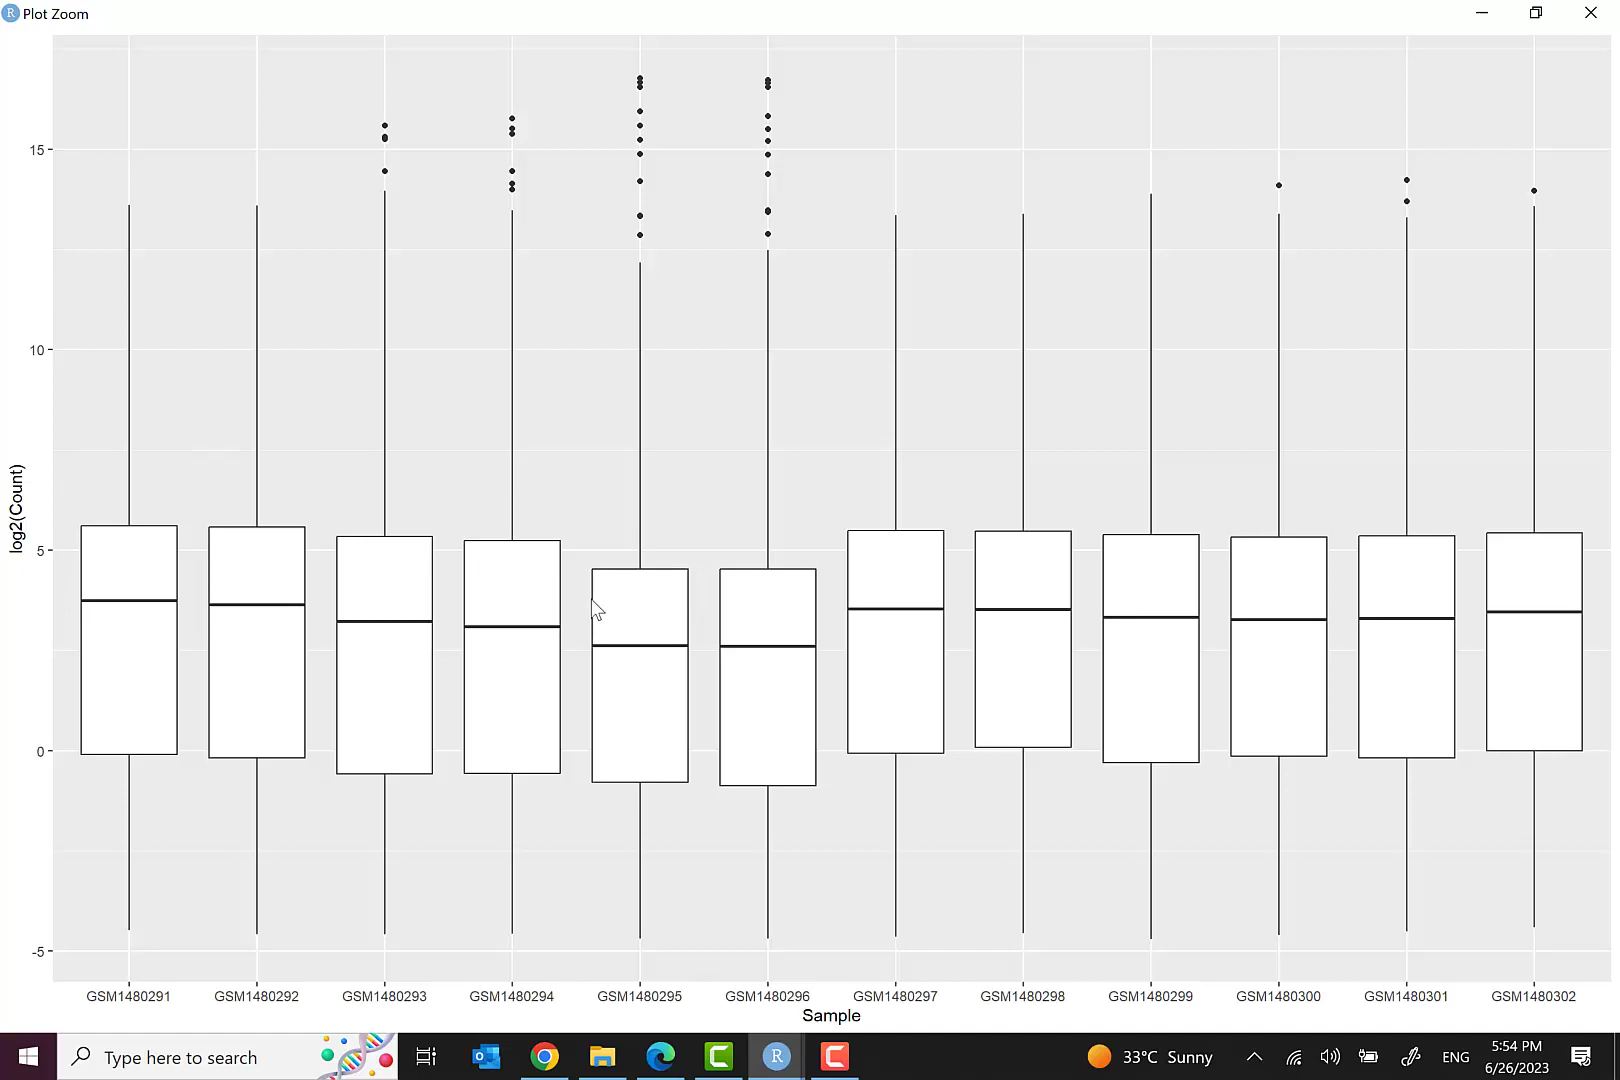 R Plot Zoom
15
10
5
0
-5
log2(Count)
GSM1480291 GSM1480292 GSM1480293 GSM1480294 GSM1480295 GSM1480296 GSM1480297 GSM1480298 GSM1480299 GSM1480300 GSM1480301 GSM1480302
Sample
Type here to search
R
33°C Sunny
ENG
5:54 PM
6/26/2023